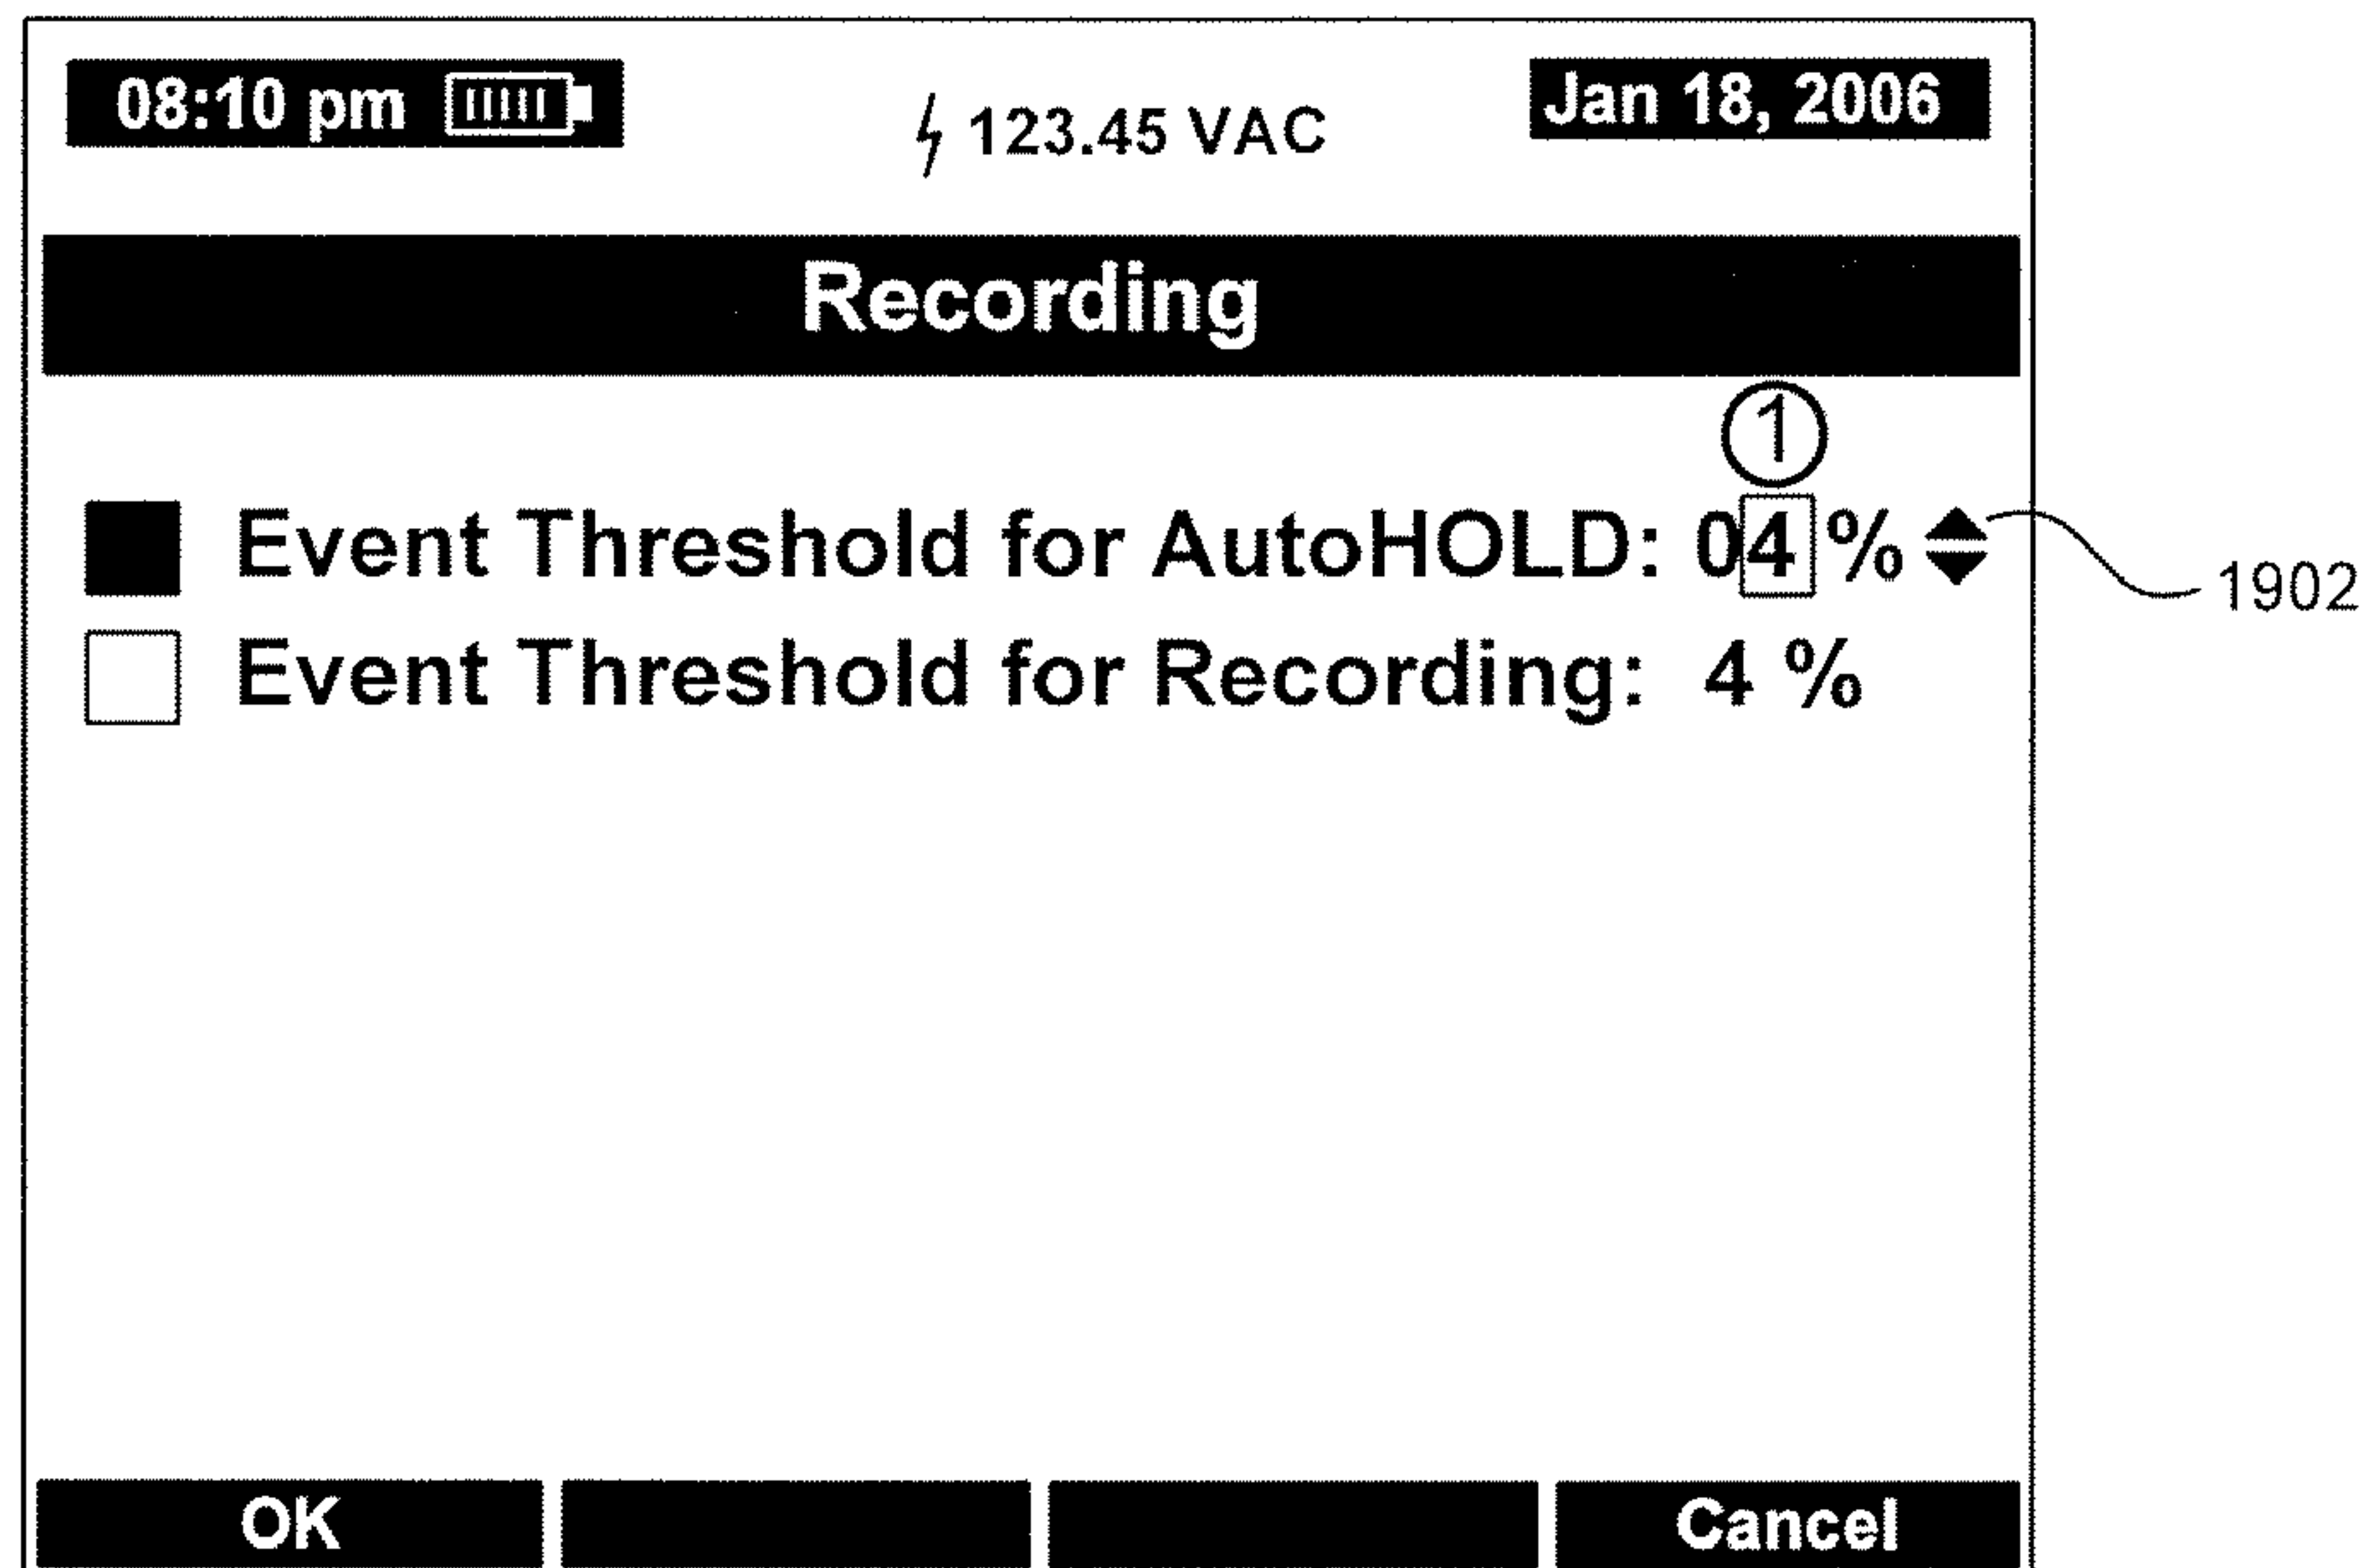 08:10 pm
123.45 VAC
Jan 18, 2006
Recording
1
Event Threshold for AutoHOLD: 04 %
1902
Event Threshold for Recording: 4 %
OK
Cancel